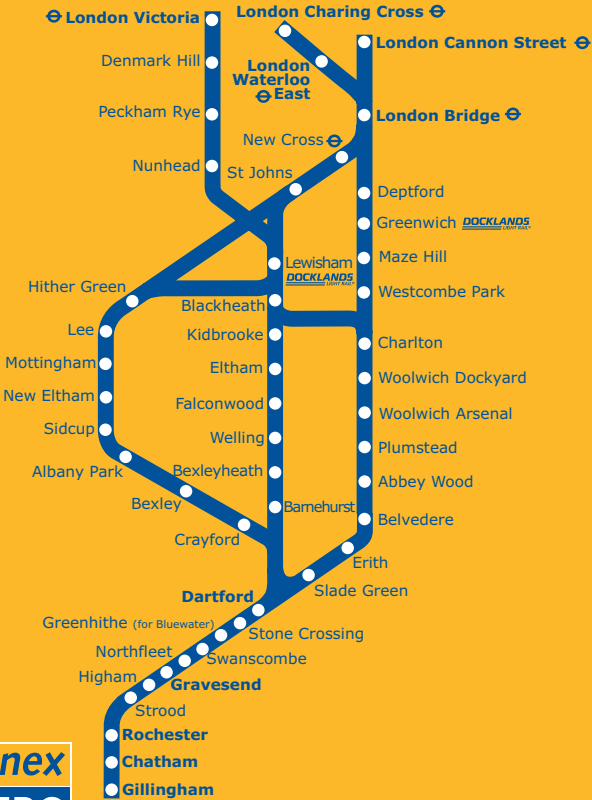 London Victoria
London Charing Cross
London Cannon Street
Denmark Hill
London
Waterloo
East
Peckham Rye
London Bridge
New Cross
Nunhead
St Johns
Deptford
Greenwich DOCKLANDS
LIGHT RAIL
Lewisham
DOCKLANDS
LIGHT RAIL
Maze Hill
Hither Green
Westcombe Park
Blackheath
Lee
Kidbrooke
Charlton
Mottingham
Eltham
Woolwich Dockyard
New Eltham
Falconwood
Woolwich Arsenal
Sidcup
Welling
Plumstead
Albany Park
Bexleyheath
Abbey Wood
Bexley
Barnehurst
Belvedere
Crayford
Erith
Slade Green
Dartford
Greenhithe (for Bluewater)
Stone Crossing
Northfleet
Swanscombe
Higham
Gravesend
Strood
Rochester
Chatham
Gillingham
nex